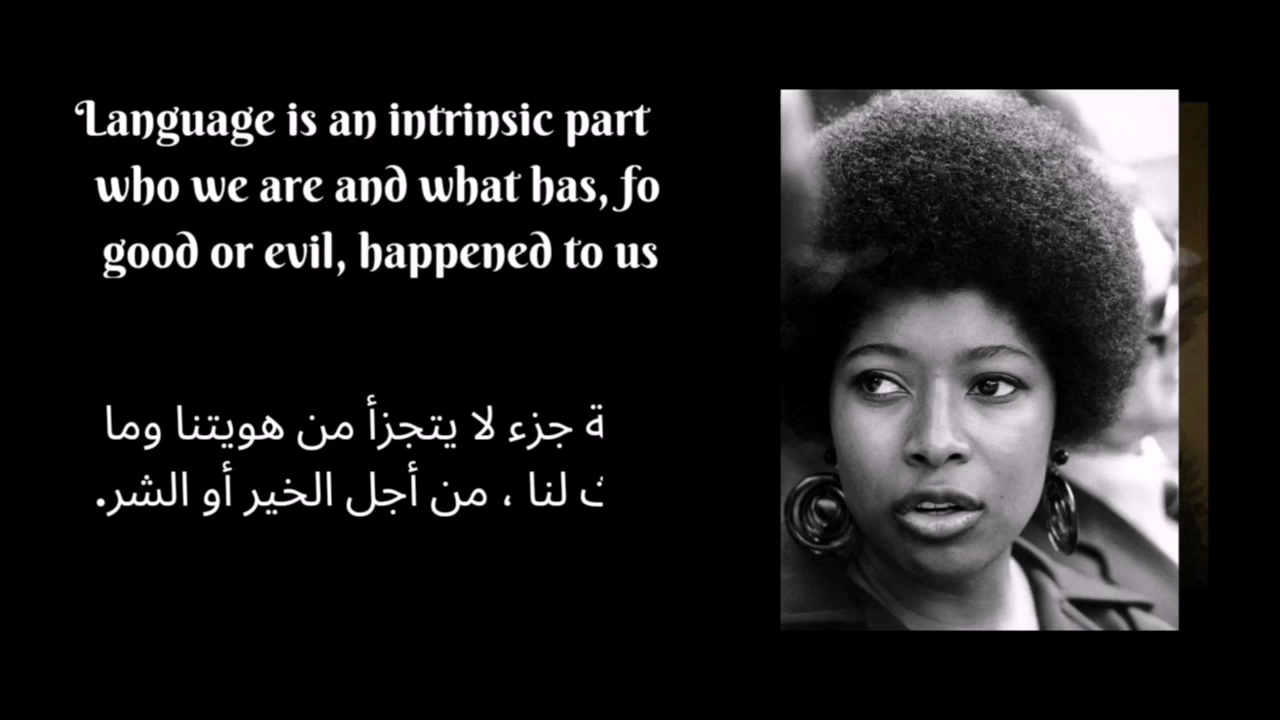 Language is an intrinsic part
who we are and what has, fo
good or evil, happened to us
جزء لا يتجزأ من هويتنا وما
لنا ، من أجل الخير أو الشر.